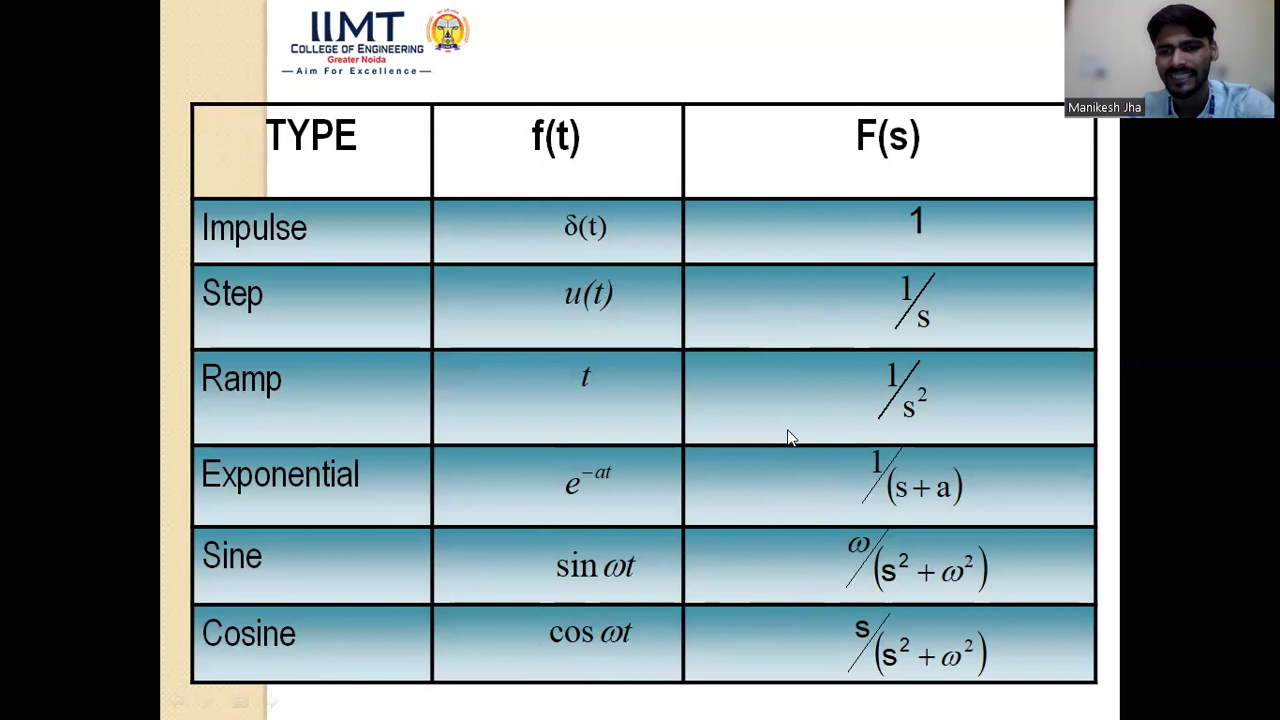 IIMT
COLLEGE OF ENGINEERING
Greater Noida
—Aim For Excellence—
Manikesh Jha
TYPE f(t) F(s)
Impulse δ(t) 1
Step u(t) 1/s
Ramp t 1/s²
Exponential e^{-at} 1/(s+a)
Sine sin ωt ω/(s² + ω²)
Cosine cos ωt s/(s² + ω²)